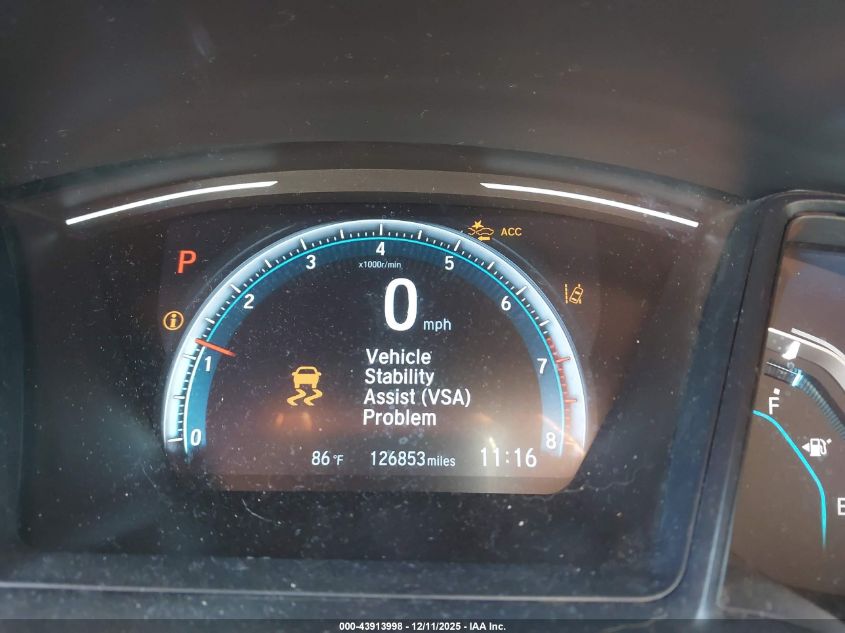 ACC
P
4
3
5
x1000r/min
2
6
0 mph
i
1
7
Vehicle
Stability
Assist (VSA)
Problem
0
8
86 °F 126853 miles 11:16
F
E
000-43913998 - 12/11/2025 - IAA Inc.